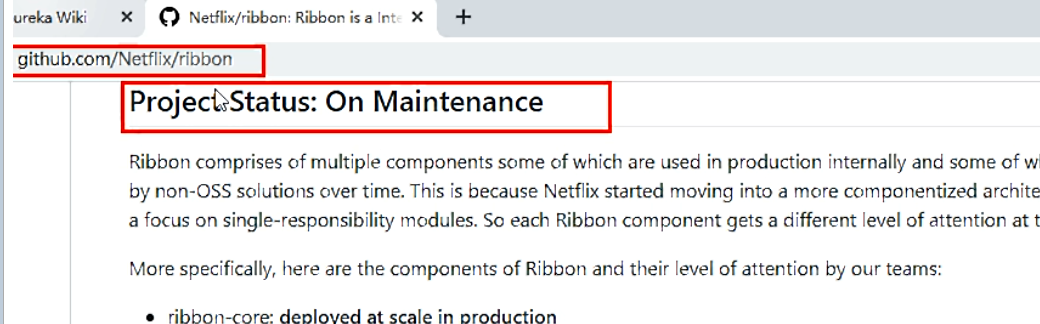 ureka Wiki
Netflix/ribbon: Ribbon is a Inte
github.com/Netflix/ribbon
Project Status: On Maintenance
Ribbon comprises of multiple components some of which are used in production internally and some of wh
by non-OSS solutions over time. This is because Netflix started moving into a more componentized archite
a focus on single-responsibility modules. So each Ribbon component gets a different level of attention at t
More specifically, here are the components of Ribbon and their level of attention by our teams:
• ribbon-core: deployed at scale in production